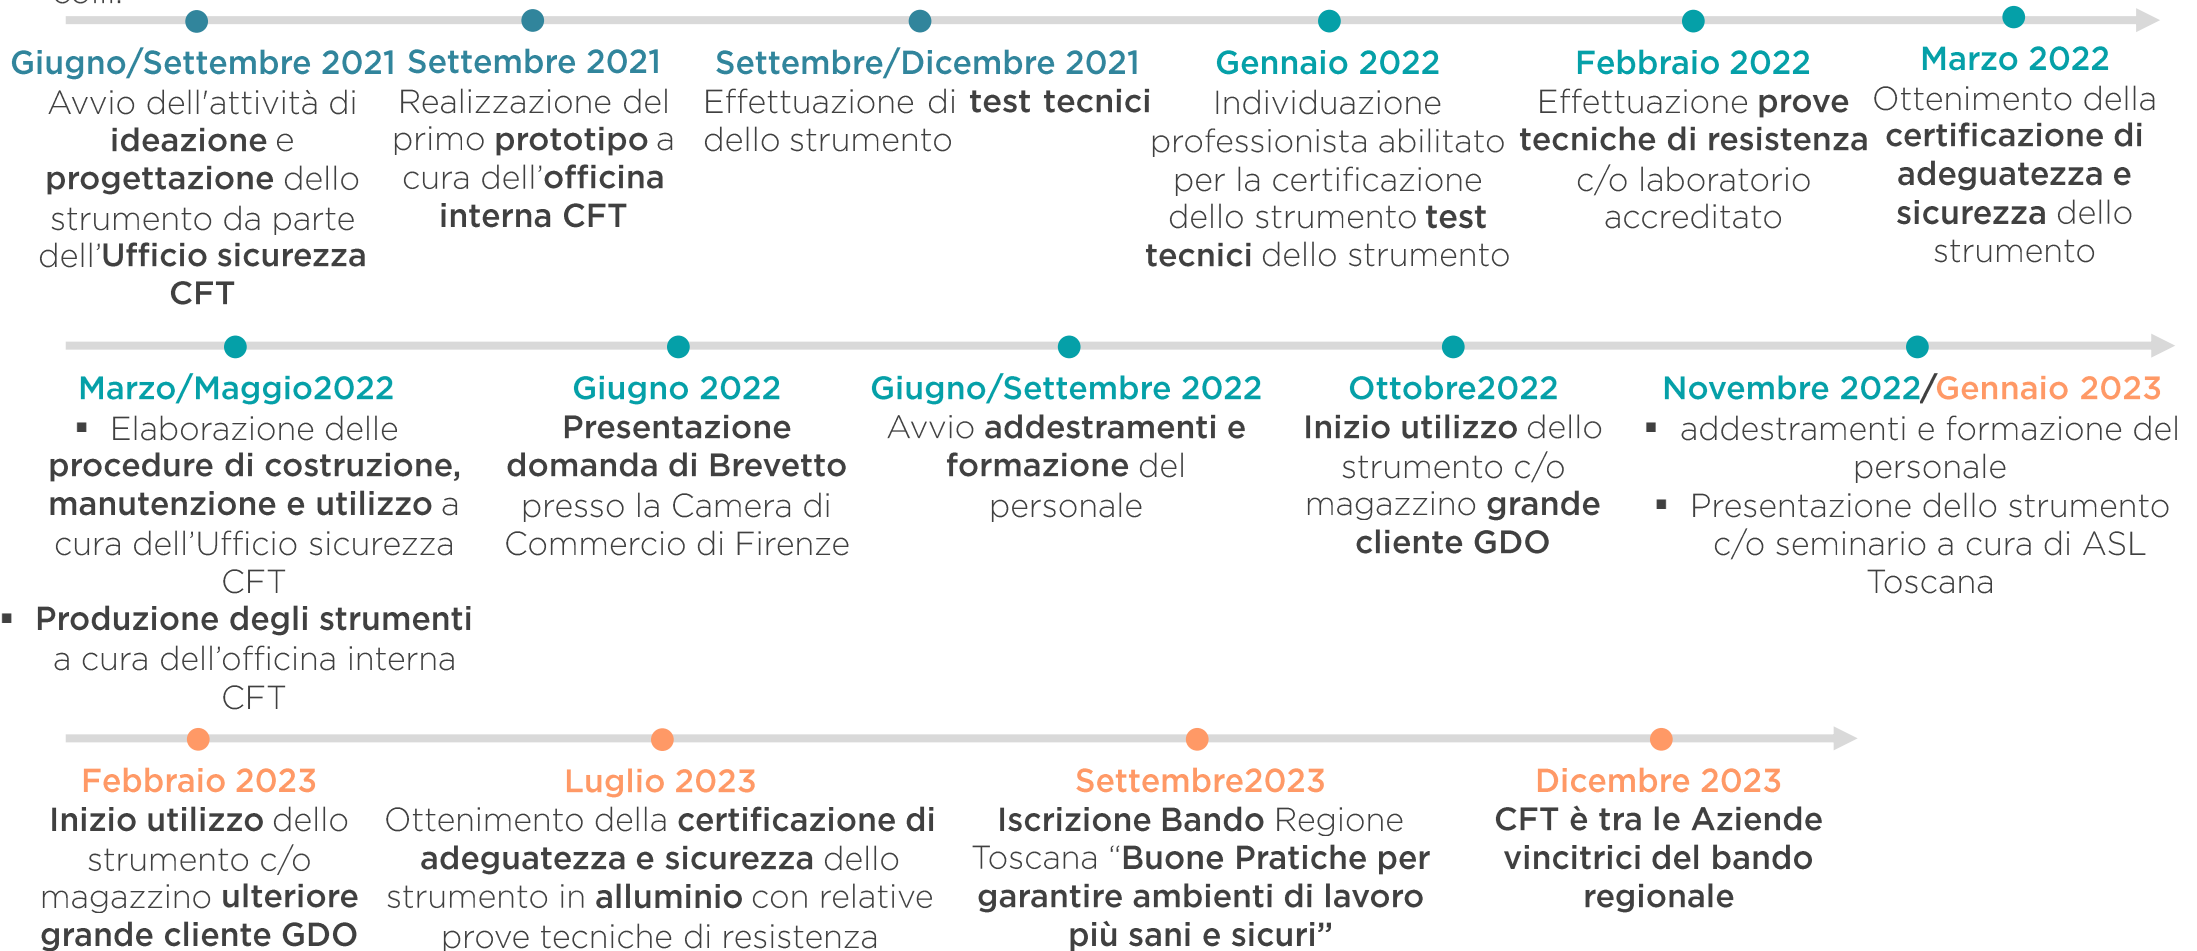 Giugno/Settembre 2021
Avvio dell'attività di
ideazione e
progettazione dello
strumento da parte
dell'Ufficio sicurezza
CFT
Settembre 2021
Realizzazione del
primo prototipo a
cura dell'officina
interna CFT
Settembre/Dicembre 2021
Effettuazione di test tecnici
dello strumento
Gennaio 2022
Individuazione
professionista abilitato
per la certificazione
dello strumento test
tecnici dello strumento
Febbraio 2022
Effettuazione prove
tecniche di resistenza
c/o laboratorio
accreditato
Marzo 2022
Ottenimento della
certificazione di
adeguatezza e
sicurezza dello
strumento
Marzo/Maggio2022
▪ Elaborazione delle
procedure di costruzione,
manutenzione e utilizzo a
cura dell'Ufficio sicurezza
CFT
▪ Produzione degli strumenti
a cura dell'officina interna
CFT
Giugno 2022
Presentazione
domanda di Brevetto
presso la Camera di
Commercio di Firenze
Giugno/Settembre 2022
Avvio addestramenti e
formazione del
personale
Ottobre2022
Inizio utilizzo dello
strumento c/o
magazzino grande
cliente GDO
Novembre 2022/Gennaio 2023
▪ addestramenti e formazione del
personale
▪ Presentazione dello strumento
c/o seminario a cura di ASL
Toscana
Febbraio 2023
Inizio utilizzo dello
strumento c/o
magazzino ulteriore
grande cliente GDO
Luglio 2023
Ottenimento della certificazione di
adeguatezza e sicurezza dello
strumento in alluminio con relative
prove tecniche di resistenza
Settembre2023
Iscrizione Bando Regione
Toscana “Buone Pratiche per
garantire ambienti di lavoro
più sani e sicuri”
Dicembre 2023
CFT è tra le Aziende
vincitrici del bando
regionale